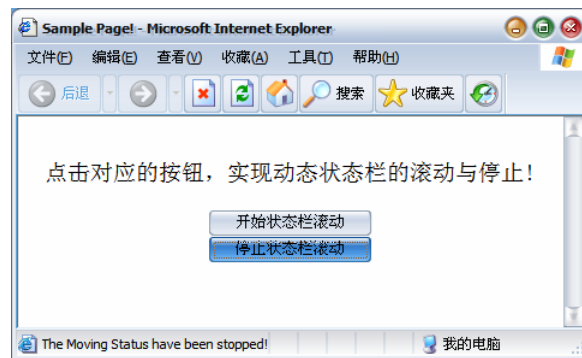 Sample Page! - Microsoft Internet Explorer
文件(F) 编辑(E) 查看(V) 收藏(A) 工具(T) 帮助(H)
后退 搜索 收藏夹
点击对应的按钮，实现动态状态栏的滚动与停止!
开始状态栏滚动
停止状态栏滚动
The Moving Status have been stopped! 我的电脑